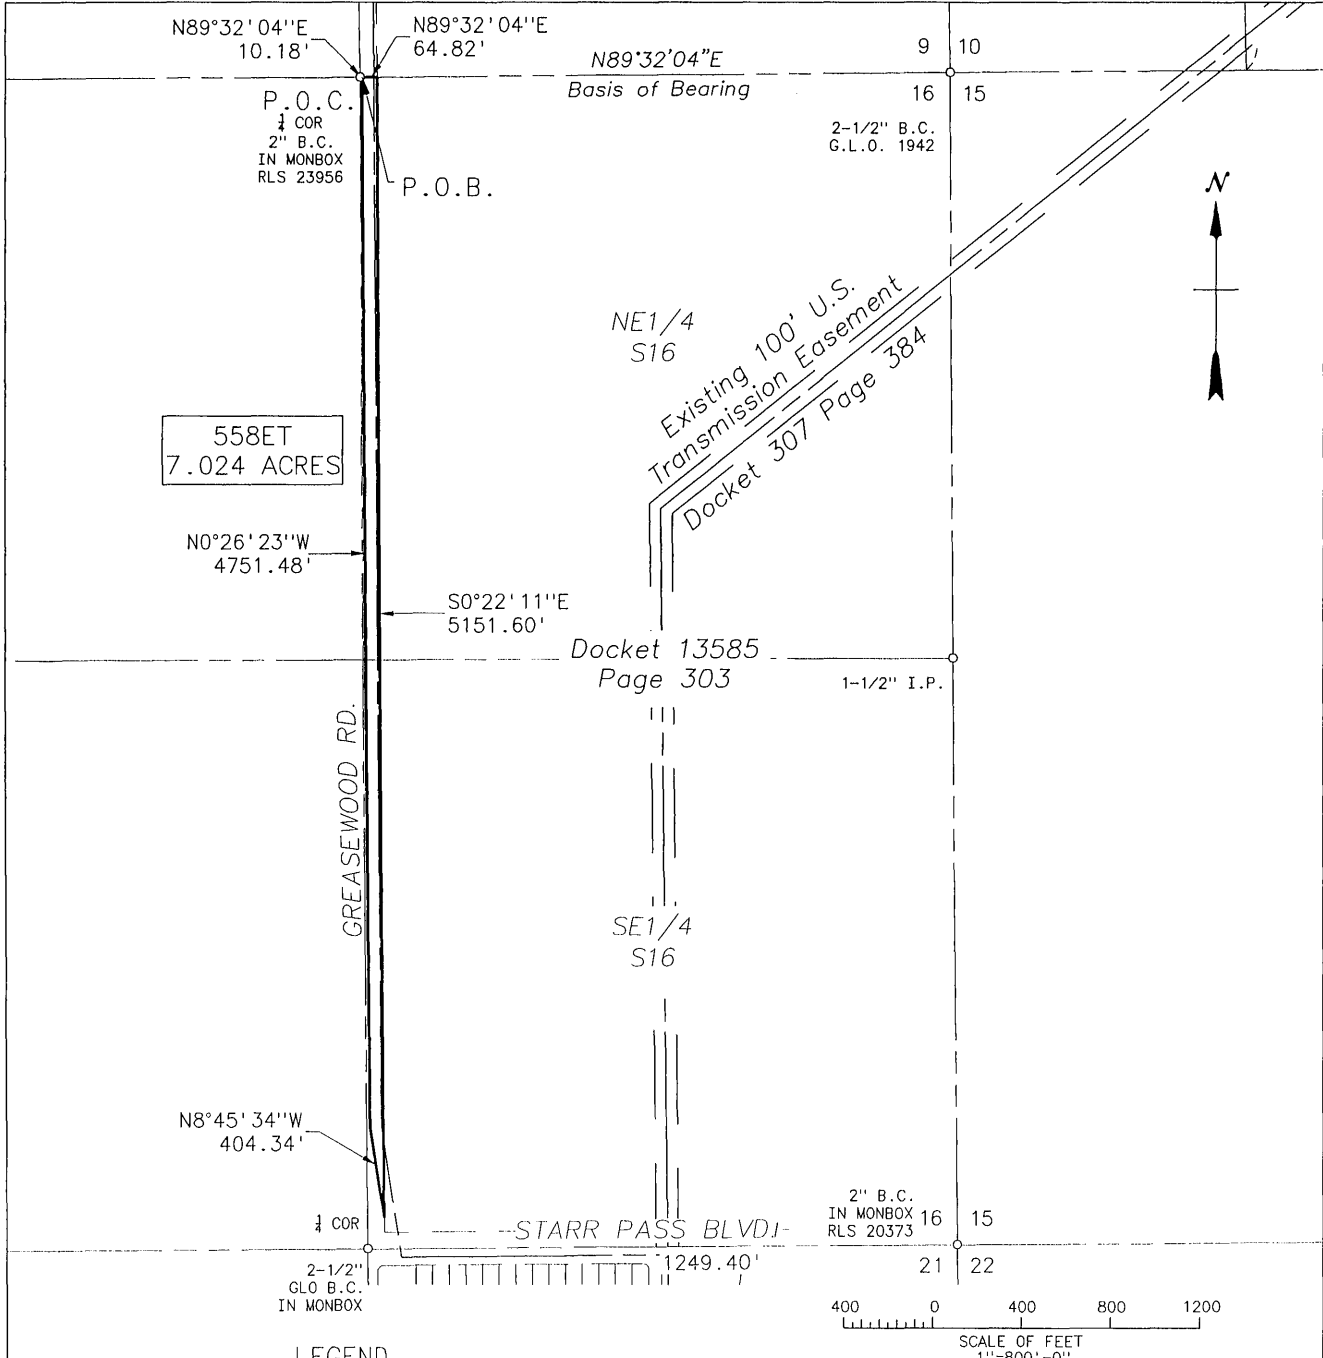 N89°32'04"E
10.18'
N89°32'04"E
64.82'
N89°32'04"E
Basis of Bearing
9 10
16 15
P.O.C.
1/4 COR
2" B.C.
IN MONBOX
RLS 23956
P.O.B.
2-1/2" B.C.
G.L.O. 1942
N
NE1/4
S16
Existing 100' U.S.
Transmission Easement
Docket 307 Page 384
558ET
7.024 ACRES
N0°26'23"W
4751.48'
S0°22'11"E
5151.60'
Docket 13585
Page 303
1-1/2" I.P.
GREASEWOOD RD.
SE1/4
S16
N8°45'34"W
404.34'
1/4 COR
STARR PASS BLVD.
2" B.C.
IN MONBOX
RLS 20373
16 15
21 22
1249.40'
2-1/2"
GLO B.C.
IN MONBOX
400 0 400 800 1200
SCALE OF FEET
1"=800'-0"
LEGEND